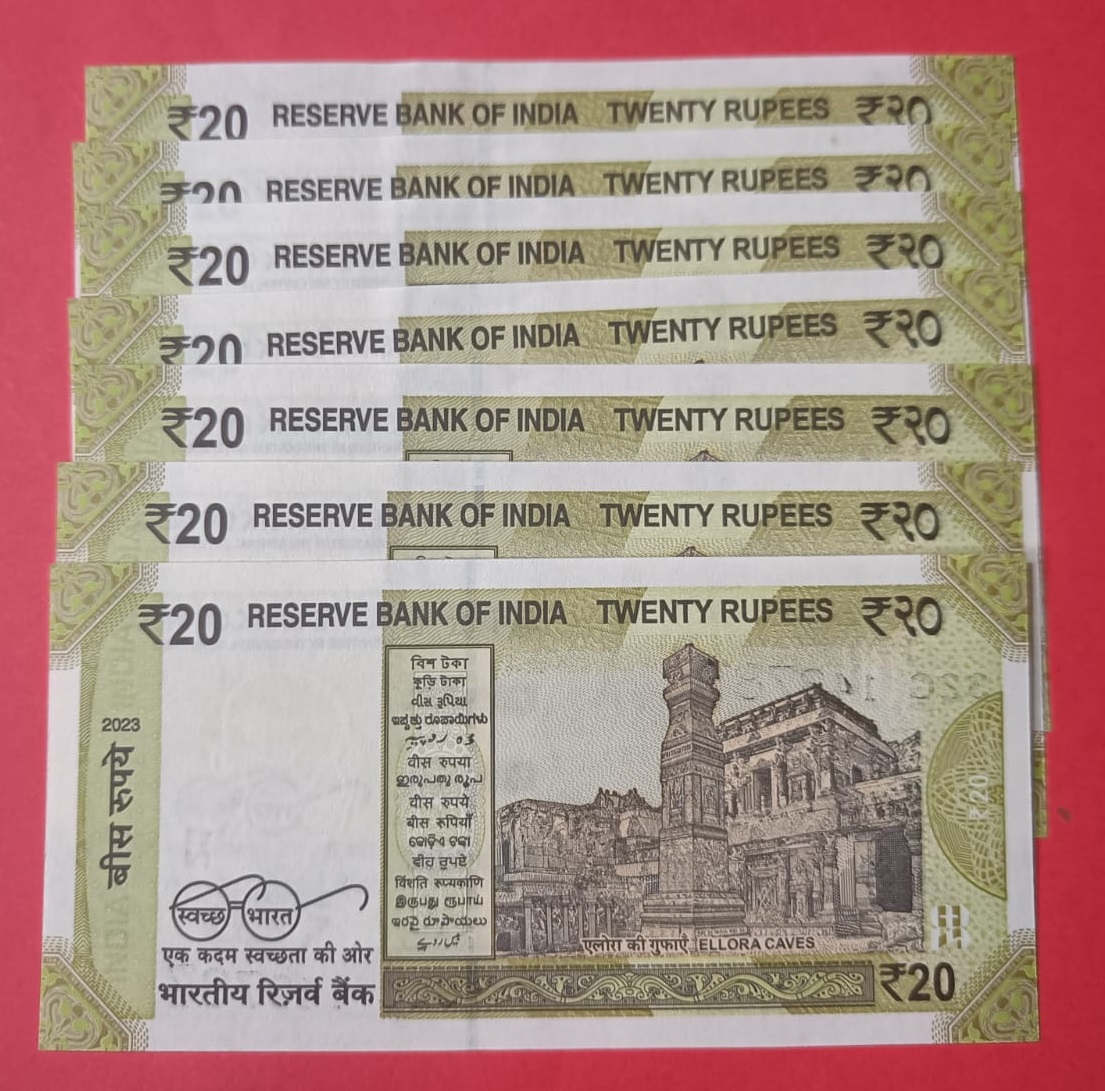 ₹20 RESERVE BANK OF INDIA TWENTY RUPEES ₹२०
₹20 RESERVE BANK OF INDIA TWENTY RUPEES ₹२०
₹20 RESERVE BANK OF INDIA TWENTY RUPEES ₹२०
₹20 RESERVE BANK OF INDIA TWENTY RUPEES ₹२०
₹20 RESERVE BANK OF INDIA TWENTY RUPEES ₹२०
₹20 RESERVE BANK OF INDIA TWENTY RUPEES ₹२०
₹20 RESERVE BANK OF INDIA TWENTY RUPEES ₹२०
2023
बीस रुपये
বিশ টকা
কুড়ি টাকা
વીસ રૂપિયા
ಇಪ್ಪತ್ತು ರೂಪಾಯಿಗಳು
वीस रुपया
ഇരുപതു രൂപ
वीस रुपये
बीस रुपियाँ
କୋଡ଼ିଏ ଟଙ୍କା
ਵੀਹ ਰੁਪਏ
विंशति रूप्यकाणि
இருபது ரூபாய்
ఇరవై రూపాయలు
स्वच्छ भारत
एक कदम स्वच्छता की ओर
भारतीय रिज़र्व बैंक
एलोरा की गुफाएँ ELLORA CAVES
₹20